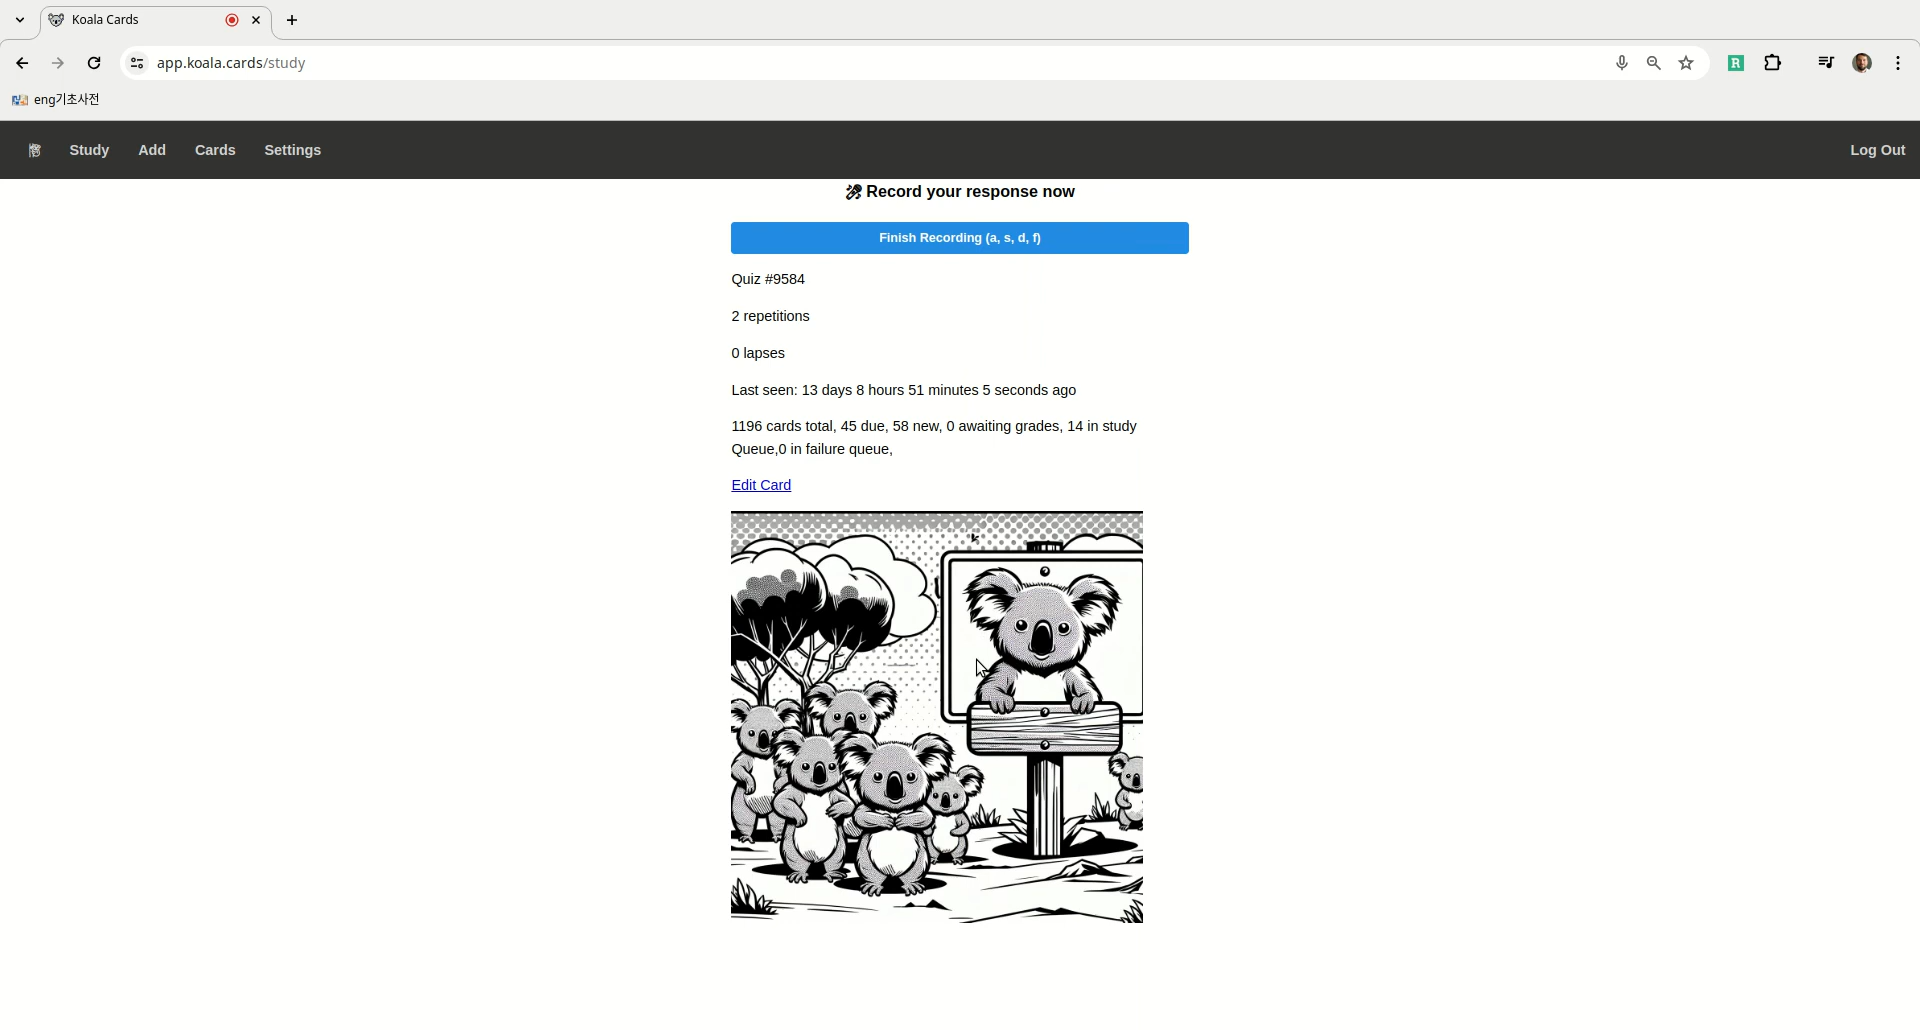 Koala Cards
app.koala.cards/study
R
eng기초사전
Study Add Cards Settings Log Out
Record your response now
Finish Recording (a, s, d, f)
Quiz #9584
2 repetitions
0 lapses
Last seen: 13 days 8 hours 51 minutes 5 seconds ago
1196 cards total, 45 due, 58 new, 0 awaiting grades, 14 in study
Queue,0 in failure queue,
Edit Card